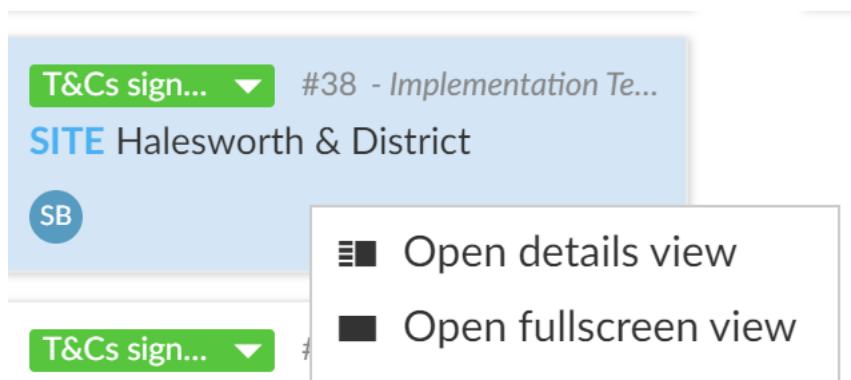 T&Cs sign... #38 - Implementation Te...
SITE Halesworth & District
SB
Open details view
Open fullscreen view
T&Cs sign... #